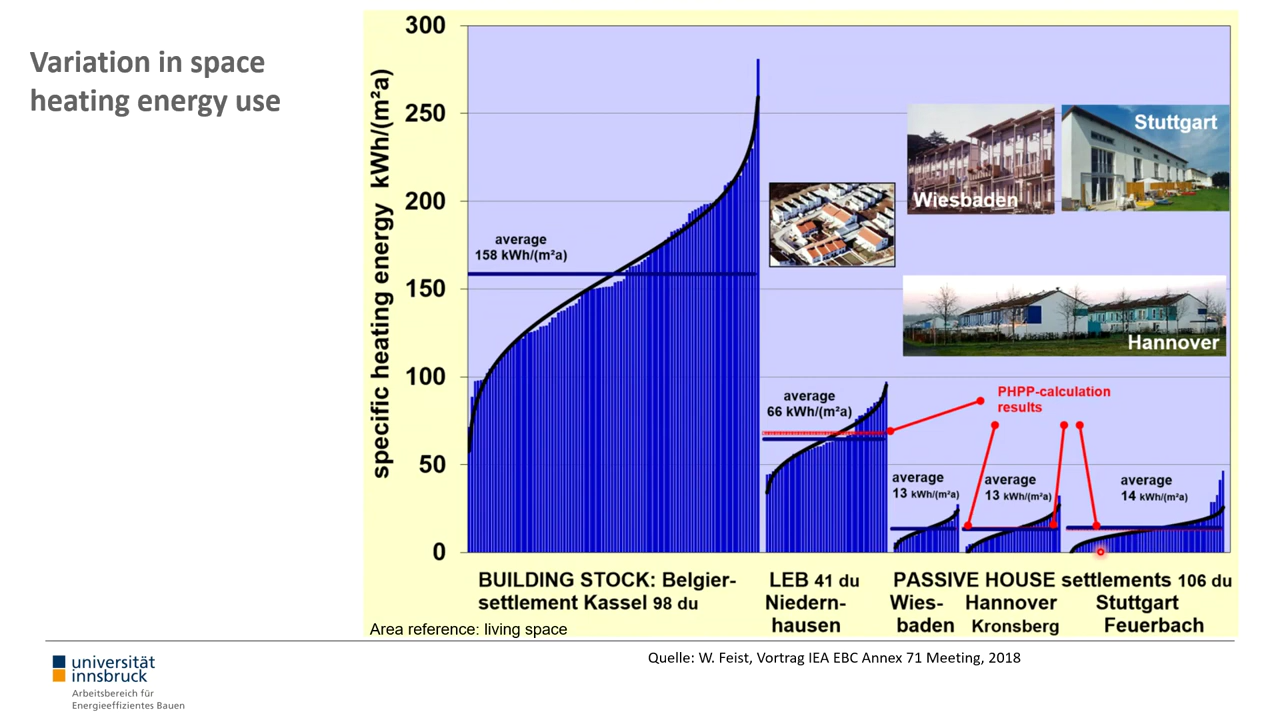 Variation in space
heating energy use
specific heating energy kWh/(m²a)
300
250
200
150
100
50
0
average
158 kWh/(m²a)
average
66 kWh/(m²a)
average
13 kWh/(m²a)
average
13 kWh/(m²a)
average
14 kWh/(m²a)
PHPP-calculation
results
Wiesbaden
Stuttgart
Hannover
BUILDING STOCK: Belgier-
settlement Kassel 98 du
LEB 41 du
Niedern-
hausen
PASSIVE HOUSE settlements 106 du
Wies-
baden
Hannover
Kronsberg
Stuttgart
Feuerbach
Area reference: living space
Quelle: W. Feist, Vortrag IEA EBC Annex 71 Meeting, 2018
universität
innsbruck
Arbeitsbereich für
Energieeffizientes Bauen